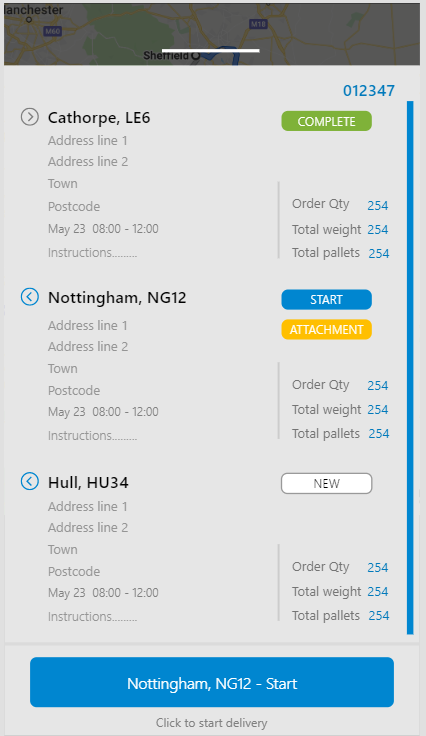 anchester
M60
M18
Sheffield
012347
Cathorpe, LE6
COMPLETE
Address line 1
Address line 2
Town
Postcode
Order Qty 254
May 23 08:00 - 12:00
Total weight 254
Instructions.........
Total pallets 254
Nottingham, NG12
START
Address line 1
ATTACHMENT
Address line 2
Town
Postcode
Order Qty 254
May 23 08:00 - 12:00
Total weight 254
Instructions.........
Total pallets 254
Hull, HU34
NEW
Address line 1
Address line 2
Town
Postcode
Order Qty 254
May 23 08:00 - 12:00
Total weight 254
Instructions.........
Total pallets 254
Nottingham, NG12 - Start
Click to start delivery